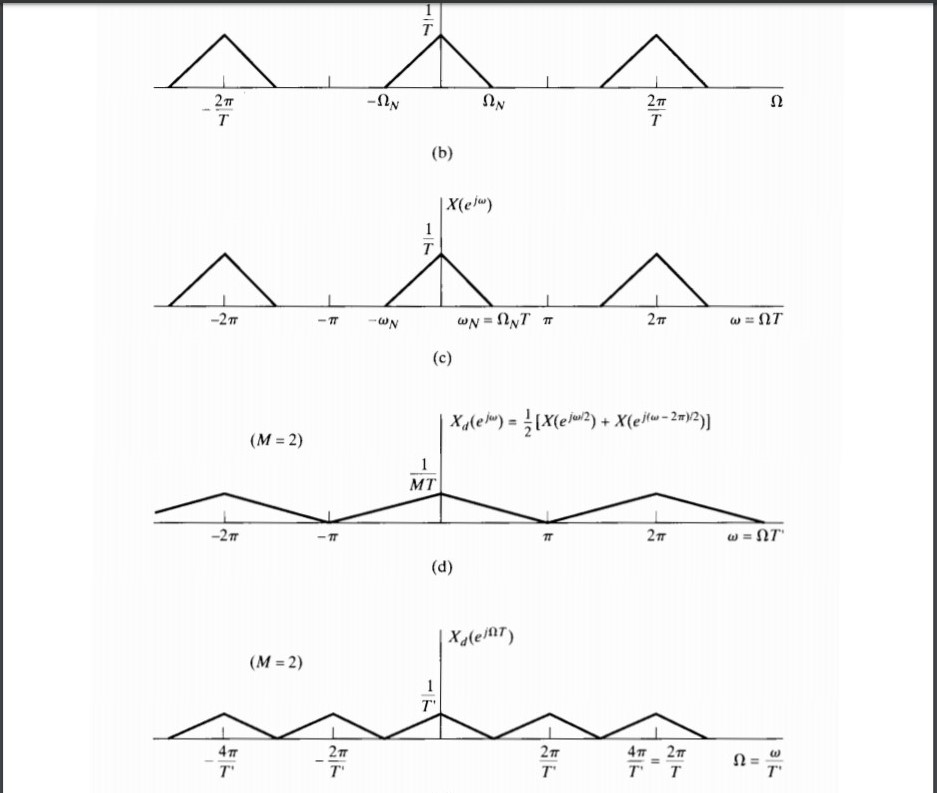 1/T
-2π/T -Ω_N Ω_N 2π/T Ω
(b)
X(e^{jω})
1/T
-2π -π -ω_N ω_N = Ω_N T π 2π ω = ΩT
(c)
X_d(e^{jω}) = 1/2 [X(e^{jω/2}) + X(e^{j(ω - 2π)/2})]
(M = 2)
1/MT
-2π -π π 2π ω = ΩT'
(d)
X_d(e^{jΩT})
(M = 2)
1/T'
-4π/T' -2π/T' 2π/T' 4π/T' = 2π/T Ω = ω/T'